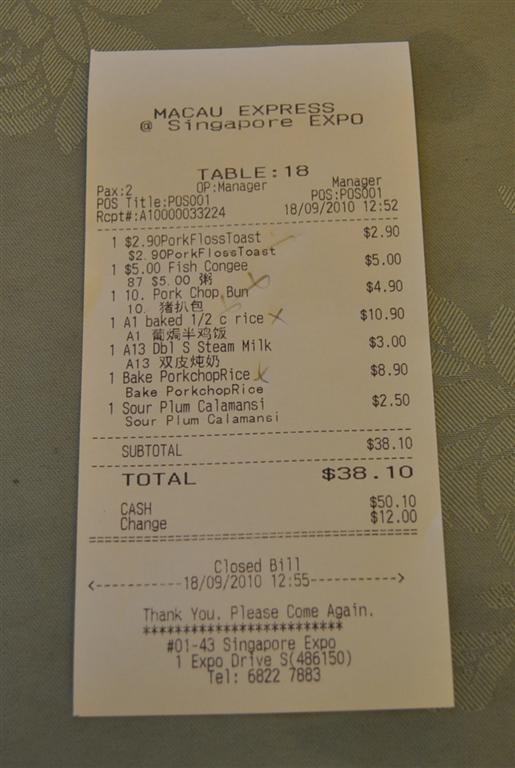 MACAU EXPRESS
@ Singapore EXPO
TABLE:18
Pax:2 OP:Manager Manager
POS Title:POS001 POS:POS001
Rcpt#:A10000033224 18/09/2010 12:52
1 $2.90PorkFlossToast $2.90
$2.90PorkFlossToast
1 $5.00 Fish Congee $5.00
87 $5.00 粥
1 10. Pork Chop Bun $4.90
10. 猪扒包
1 A1 baked 1/2 c rice $10.90
A1 葡焗半鸡饭
1 A13 Dbl S Steam Milk $3.00
A13 双皮炖奶
1 Bake PorkchopRice $8.90
Bake PorkchopRice
1 Sour Plum Calamansi $2.50
Sour Plum Calamansi
SUBTOTAL $38.10
TOTAL $38.10
CASH $50.10
Change $12.00
Closed Bill
<----------18/09/2010 12:55---------->
Thank You. Please Come Again.
*************************
#01-43 Singapore Expo
1 Expo Drive S(486150)
Tel: 6822 7883